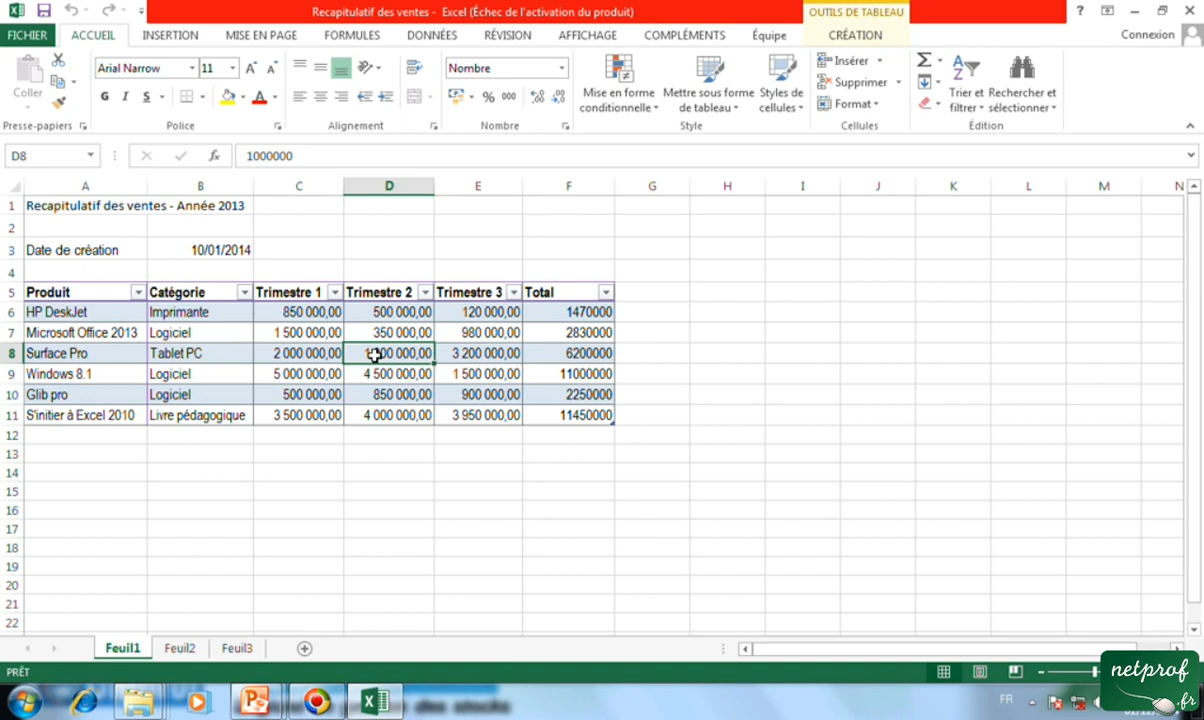 Recapitulatif des ventes - Excel (Échec de l'activation du produit)
OUTILS DE TABLEAU
FICHIER ACCUEIL INSERTION MISE EN PAGE FORMULES DONNÉES RÉVISION AFFICHAGE COMPLÉMENTS Équipe CRÉATION Connexion
Coller
Arial Narrow 11
G I S
Nombre
% 000
Mise en forme conditionnelle
Mettre sous forme de tableau
Styles de cellules
Insérer
Supprimer
Format
Trier et filtrer
Rechercher et sélectionner
Presse-papiers Police Alignement Nombre Style Cellules Édition
D8 fx 1000000
A B C D E F G H I J K L M N
1 Recapitulatif des ventes - Année 2013
2
3 Date de création 10/01/2014
4
5 Produit Catégorie Trimestre 1 Trimestre 2 Trimestre 3 Total
6 HP DeskJet Imprimante 850 000,00 500 000,00 120 000,00 1470000
7 Microsoft Office 2013 Logiciel 1 500 000,00 350 000,00 980 000,00 2830000
8 Surface Pro Tablet PC 2 000 000,00 000,00 3 200 000,00 6200000
9 Windows 8.1 Logiciel 5 000 000,00 4 500 000,00 1 500 000,00 11000000
10 Glib pro Logiciel 500 000,00 850 000,00 900 000,00 2250000
11 S'initier à Excel 2010 Livre pédagogique 3 500 000,00 4 000 000,00 3 950 000,00 11450000
12
13
14
15
16
17
18
19
20
21
22
Feuil1 Feuil2 Feuil3
PRÊT
des stocks
FR
netprof
.fr